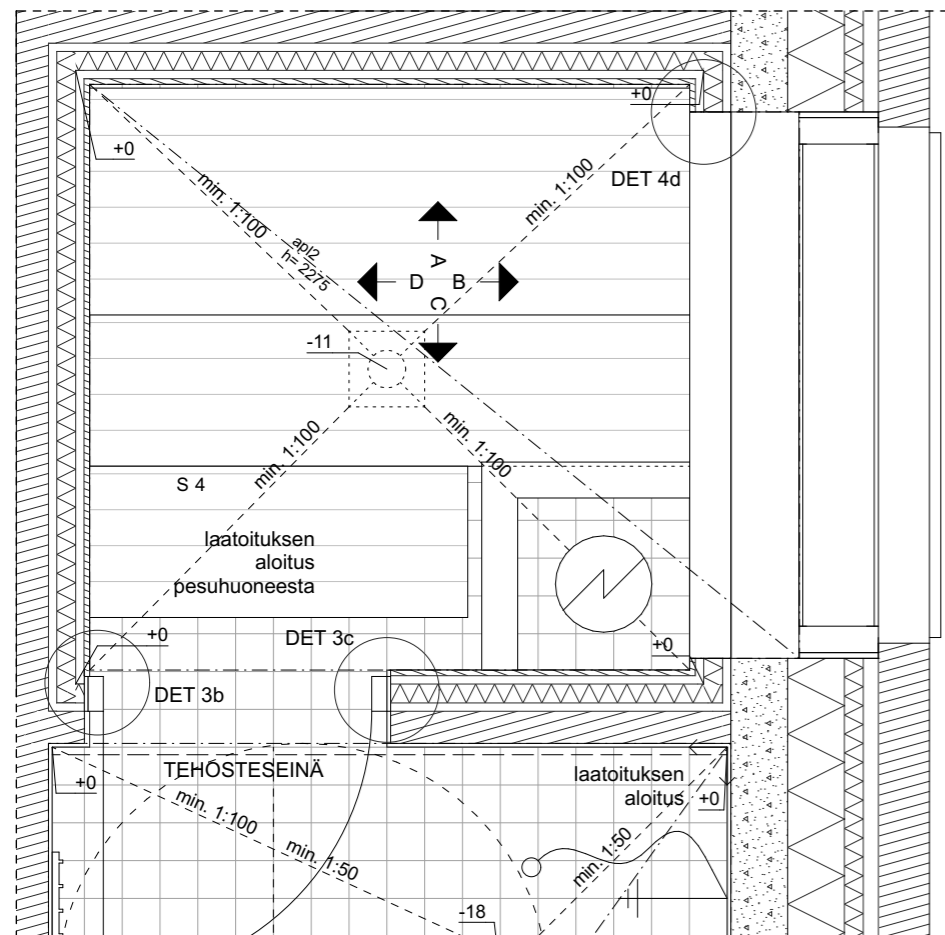 +0
+0
DET 4d
min. 1:100
min. 1:100
apl2
h= 2275
A
D B
C
-11
min. 1:100
min. 1:100
S 4
laatoituksen
aloitus
pesuhuoneesta
+0
DET 3c
+0
DET 3b
TEHOSTESEINÄ
laatoituksen
aloitus
+0
+0
min. 1:100
min. 1:50
min. 1:50
-18